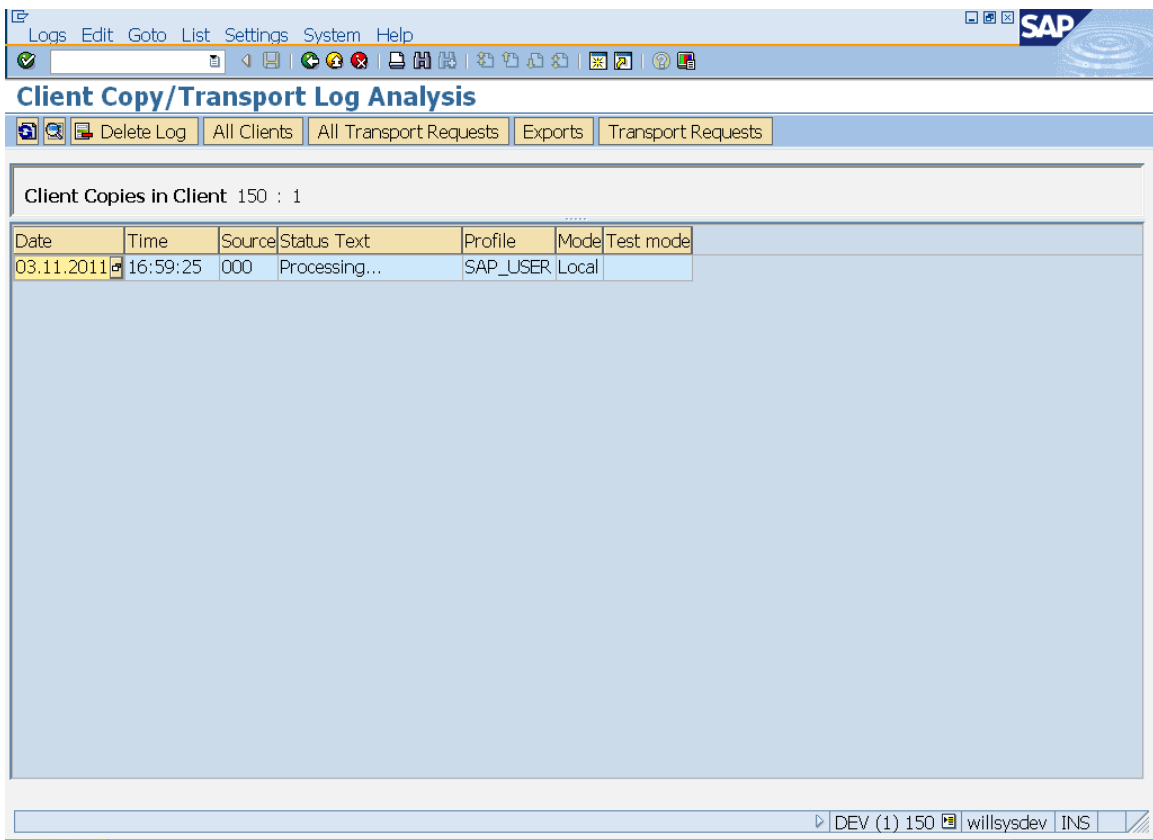 Logs Edit Goto List Settings System Help
SAP
Client Copy/Transport Log Analysis
Delete Log All Clients All Transport Requests Exports Transport Requests
Client Copies in Client 150 : 1
Date Time Source Status Text Profile Mode Test mode
03.11.2011 16:59:25 000 Processing... SAP_USER Local
DEV (1) 150 willsysdev INS